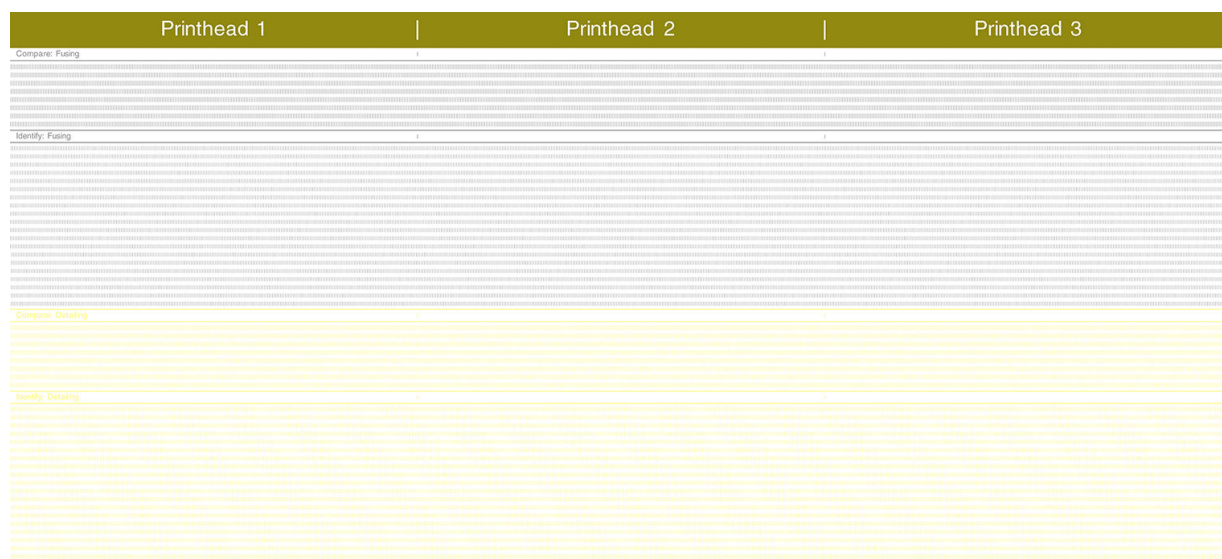 Printhead 1 | Printhead 2 | Printhead 3
Compare: Fusing
Identify: Fusing
Compare: Detailing
Identify: Detailing